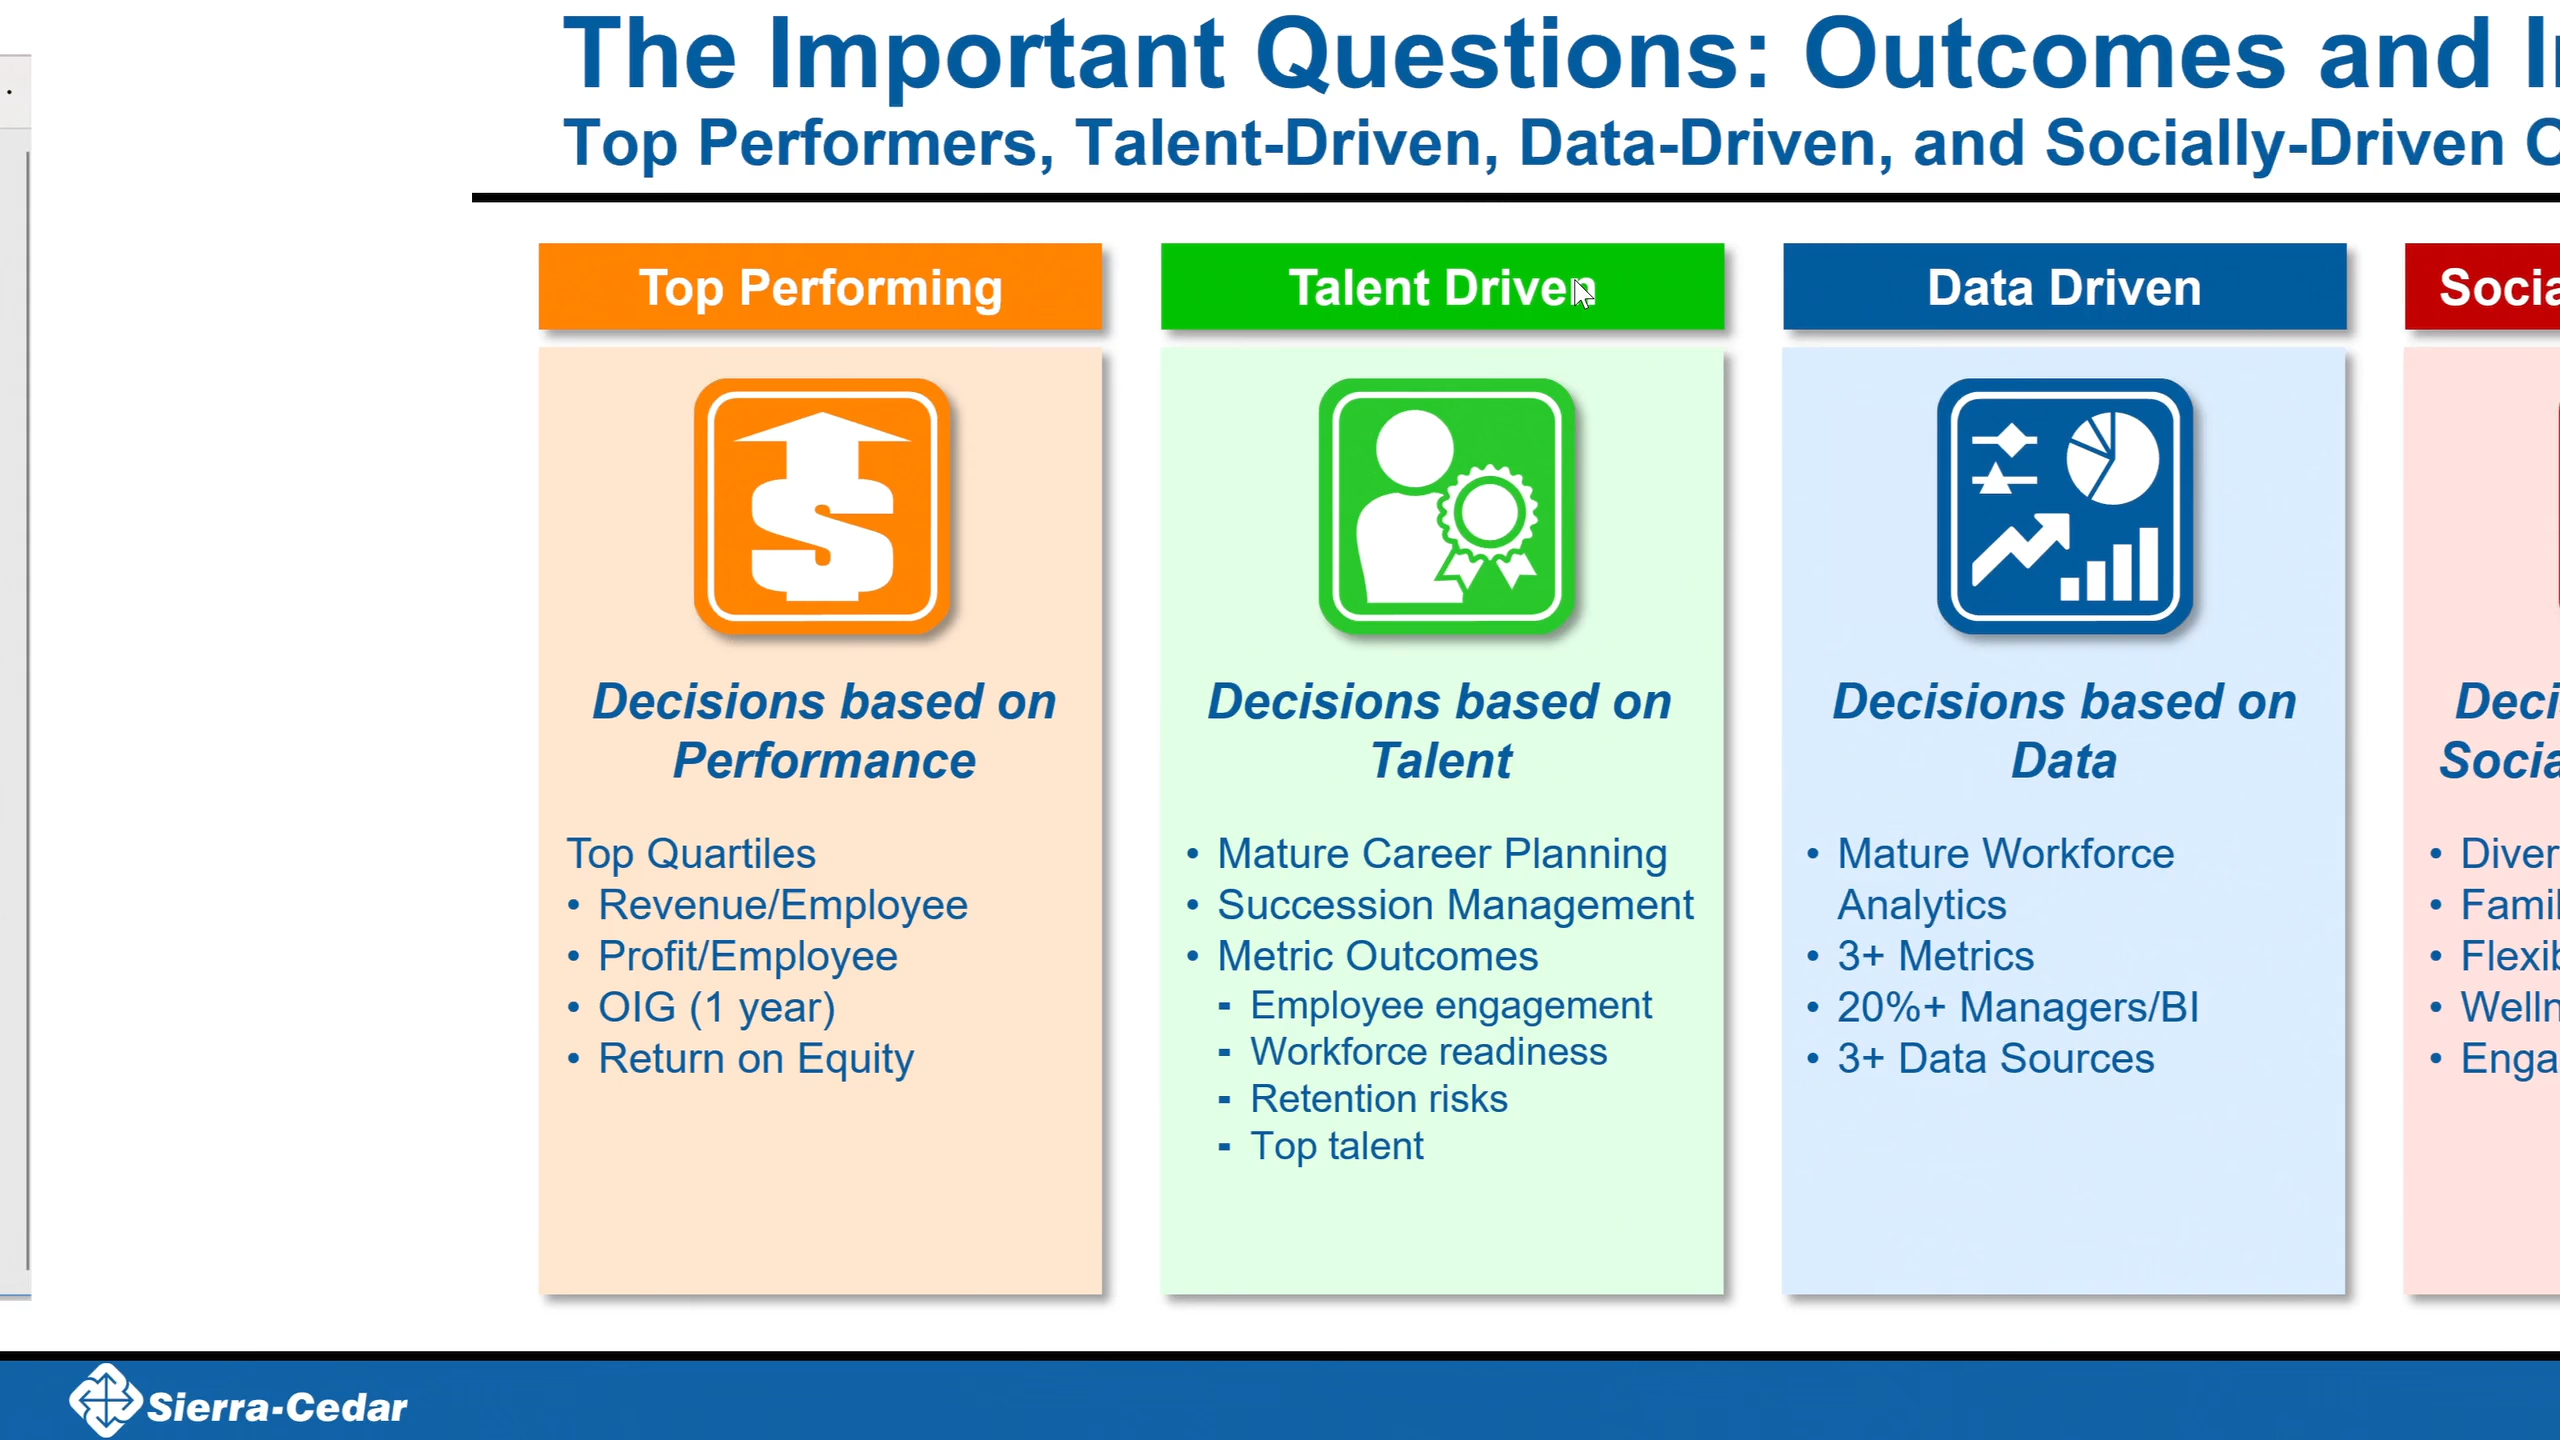 The Important Questions: Outcomes and
Top Performers, Talent-Driven, Data-Driven, and Socially-Driven
Top Performing
Decisions based on
Performance
Top Quartiles
• Revenue/Employee
• Profit/Employee
• OIG (1 year)
• Return on Equity
Talent Driven
Decisions based on
Talent
• Mature Career Planning
• Succession Management
• Metric Outcomes
- Employee engagement
- Workforce readiness
- Retention risks
- Top talent
Data Driven
Decisions based on
Data
• Mature Workforce
Analytics
• 3+ Metrics
• 20%+ Managers/BI
• 3+ Data Sources
Sierra-Cedar